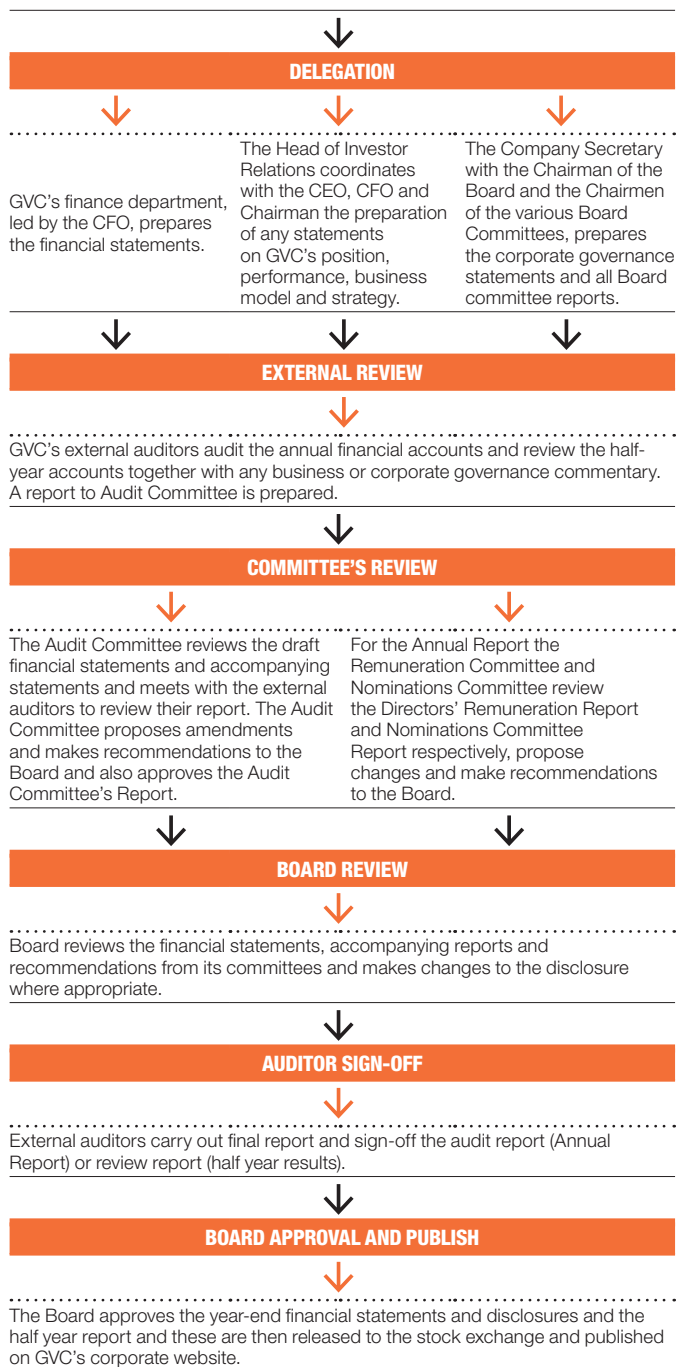 DELEGATION
GVC's finance department,
led by the CFO, prepares
the financial statements.
The Head of Investor
Relations coordinates
with the CEO, CFO and
Chairman the preparation
of any statements
on GVC's position,
performance, business
model and strategy.
The Company Secretary
with the Chairman of the
Board and the Chairmen
of the various Board
Committees, prepares
the corporate governance
statements and all Board
committee reports.
EXTERNAL REVIEW
GVC's external auditors audit the annual financial accounts and review the half-
year accounts together with any business or corporate governance commentary.
A report to Audit Committee is prepared.
COMMITTEE'S REVIEW
The Audit Committee reviews the draft
financial statements and accompanying
statements and meets with the external
auditors to review their report. The Audit
Committee proposes amendments
and makes recommendations to the
Board and also approves the Audit
Committee's Report.
For the Annual Report the
Remuneration Committee and
Nominations Committee review
the Directors' Remuneration Report
and Nominations Committee
Report respectively, propose
changes and make recommendations
to the Board.
BOARD REVIEW
Board reviews the financial statements, accompanying reports and
recommendations from its committees and makes changes to the disclosure
where appropriate.
AUDITOR SIGN-OFF
External auditors carry out final report and sign-off the audit report (Annual
Report) or review report (half year results).
BOARD APPROVAL AND PUBLISH
The Board approves the year-end financial statements and disclosures and the
half year report and these are then released to the stock exchange and published
on GVC's corporate website.